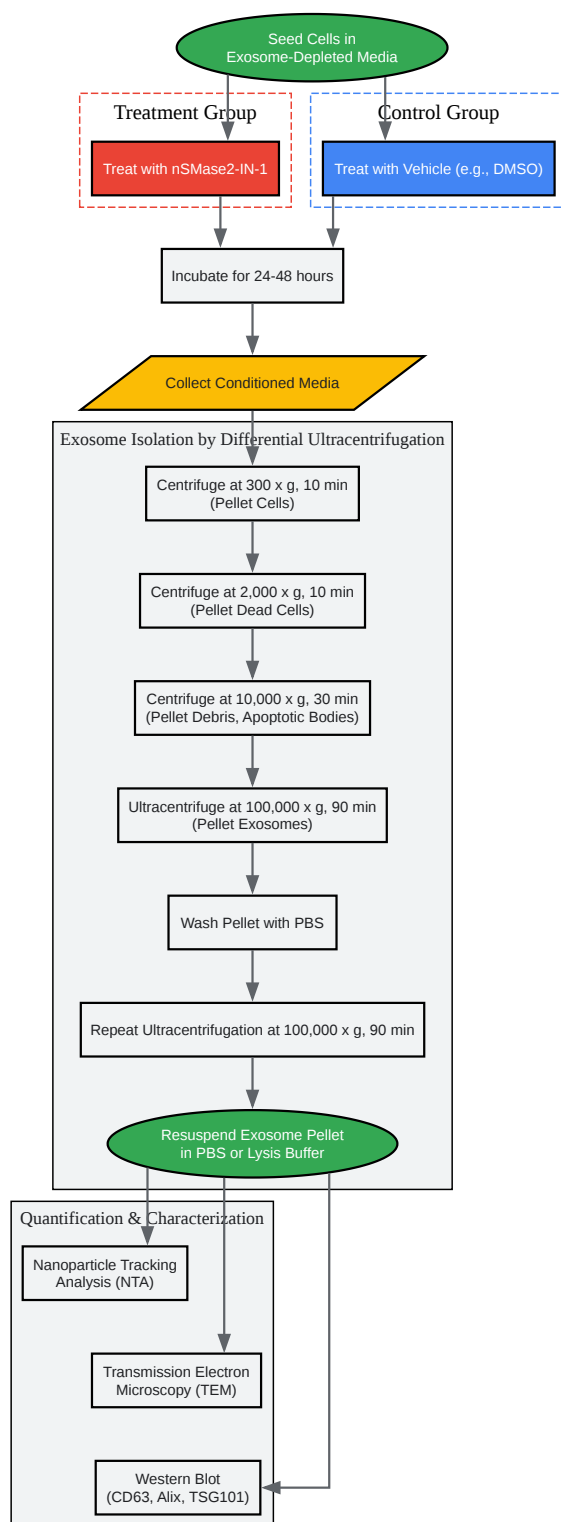 Seed Cells in
Exosome-Depleted Media
Treatment Group
Control Group
Treat with nSMase2-IN-1
Treat with Vehicle (e.g., DMSO)
Incubate for 24-48 hours
Collect Conditioned Media
Exosome Isolation by Differential Ultracentrifugation
Centrifuge at 300 x g, 10 min
(Pellet Cells)
Centrifuge at 2,000 x g, 10 min
(Pellet Dead Cells)
Centrifuge at 10,000 x g, 30 min
(Pellet Debris, Apoptotic Bodies)
Ultracentrifuge at 100,000 x g, 90 min
(Pellet Exosomes)
Wash Pellet with PBS
Repeat Ultracentrifugation at 100,000 x g, 90 min
Resuspend Exosome Pellet
in PBS or Lysis Buffer
Quantification & Characterization
Nanoparticle Tracking
Analysis (NTA)
Transmission Electron
Microscopy (TEM)
Western Blot
(CD63, Alix, TSG101)